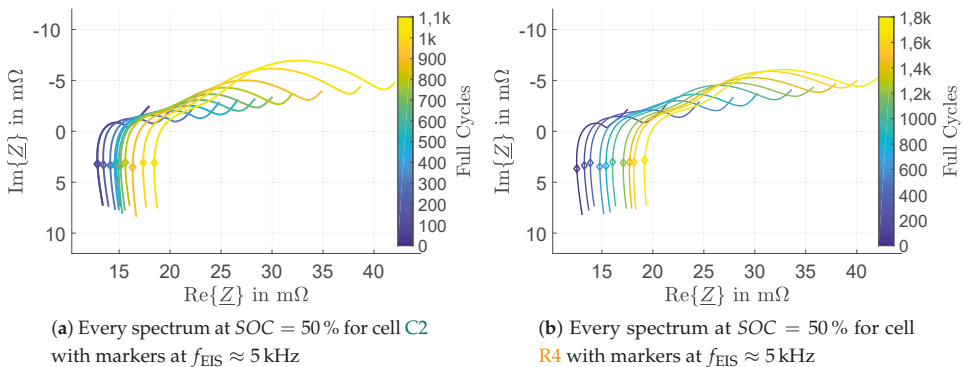 -10
-5
0
5
10
Im{Z} in mΩ
15 20 25 30 35 40
Re{Z} in mΩ
1,1k
1k
900
800
700
600
500
400
300
200
100
0
Full Cycles
(a) Every spectrum at SOC = 50 % for cell C2
with markers at fEIS ≈ 5 kHz
-10
-5
0
5
10
Im{Z} in mΩ
15 20 25 30 35 40
Re{Z} in mΩ
1,8k
1,6k
1,4k
1,2k
1k
800
600
400
200
0
Full Cycles
(b) Every spectrum at SOC = 50 % for cell
R4 with markers at fEIS ≈ 5 kHz